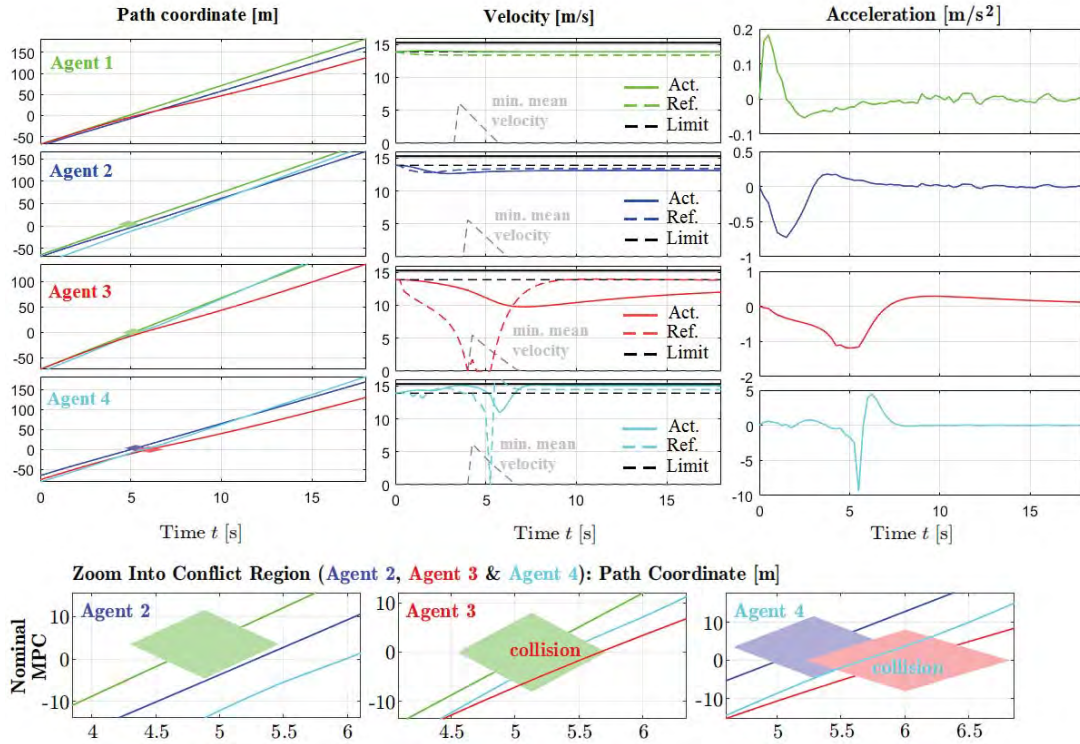 Path coordinate [m]
Velocity [m/s]
Acceleration [m/s²]
Agent 1
150
100
50
0
-50
15
10
5
0
min. mean
velocity
Act.
Ref.
Limit
0.2
0.1
0
0.1
Agent 2
150
100
50
0
-50
15
10
5
0
min. mean
velocity
Act.
Ref.
Limit
0.5
0
-0.5
-1
Agent 3
100
50
0
-50
15
10
5
0
min. mean
velocity
Act.
Ref.
Limit
1
0
-1
-2
Agent 4
150
100
50
0
-50
15
10
5
0
min. mean
velocity
Act.
Ref.
Limit
5
0
-5
-10
0 5 10 15
0 5 10 15
0 5 10 15
Time t [s]
Time t [s]
Time t [s]
Zoom Into Conflict Region (Agent 2, Agent 3 & Agent 4): Path Coordinate [m]
Nominal
MPC
Agent 2
10
0
-10
4 4.5 5 5.5 6
Agent 3
collision
10
0
-10
4.5 5 5.5 6
Agent 4
collision
10
0
-10
5 5.5 6 6.5